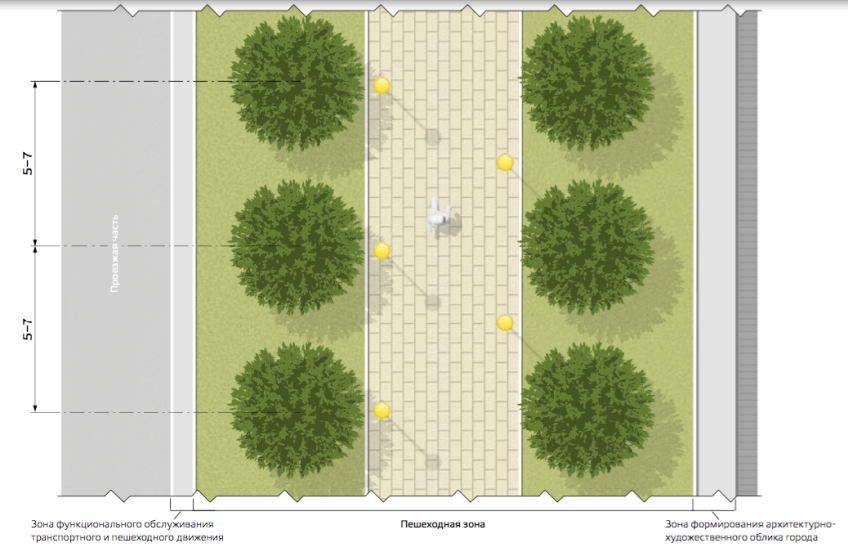 5–7
Проезжая часть
5–7
Зона функционального обслуживания
транспортного и пешеходного движения
Пешеходная зона
Зона формирования архитектурно-
художественного облика города